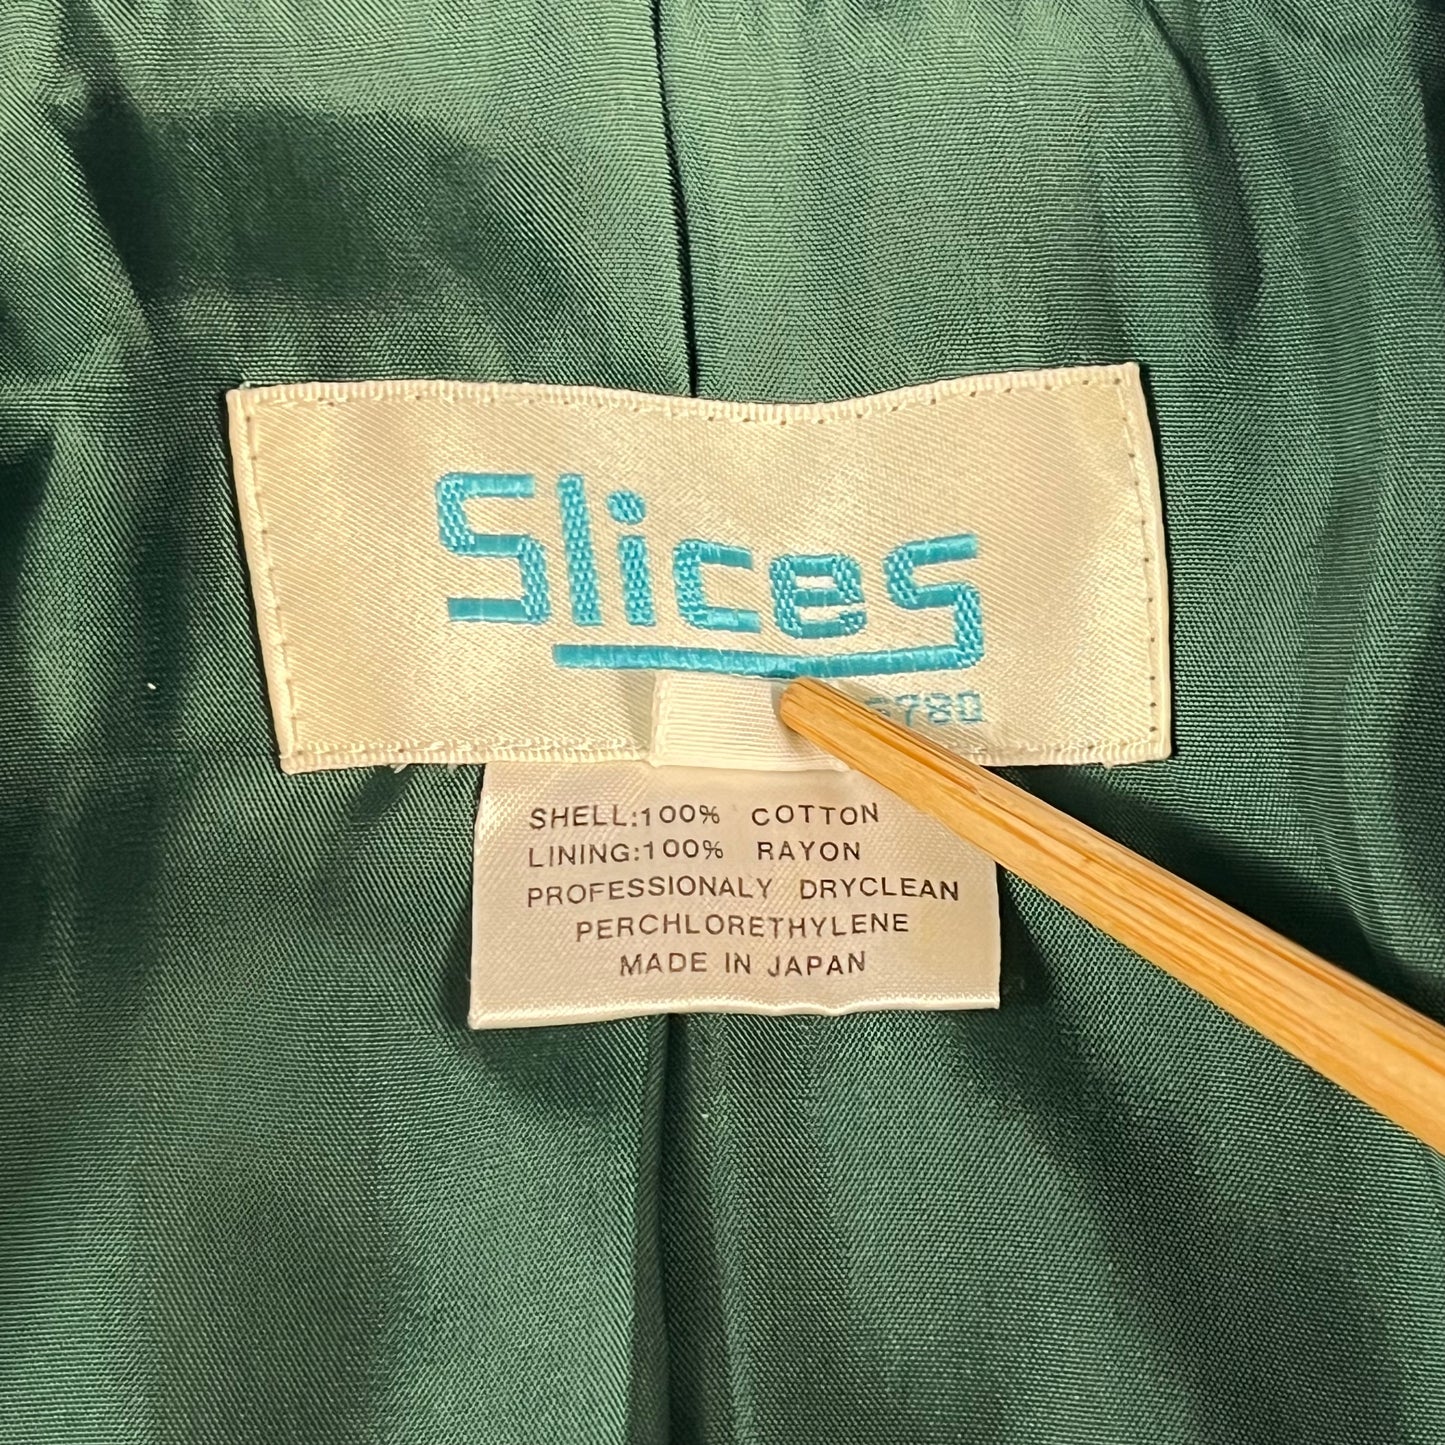 Slices
SHELL:100% COTTON
LINING:100% RAYON
PROFESSIONALY DRYCLEAN
PERCHLORETHYLENE
MADE IN JAPAN